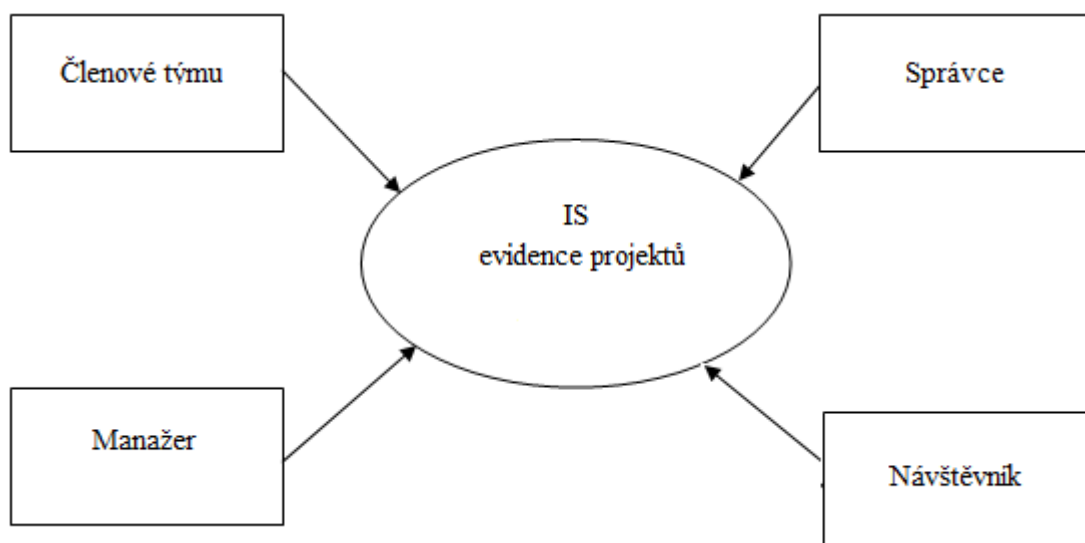 Členové týmu
Správce
IS
evidence projektů
Manažer
Návštěvník